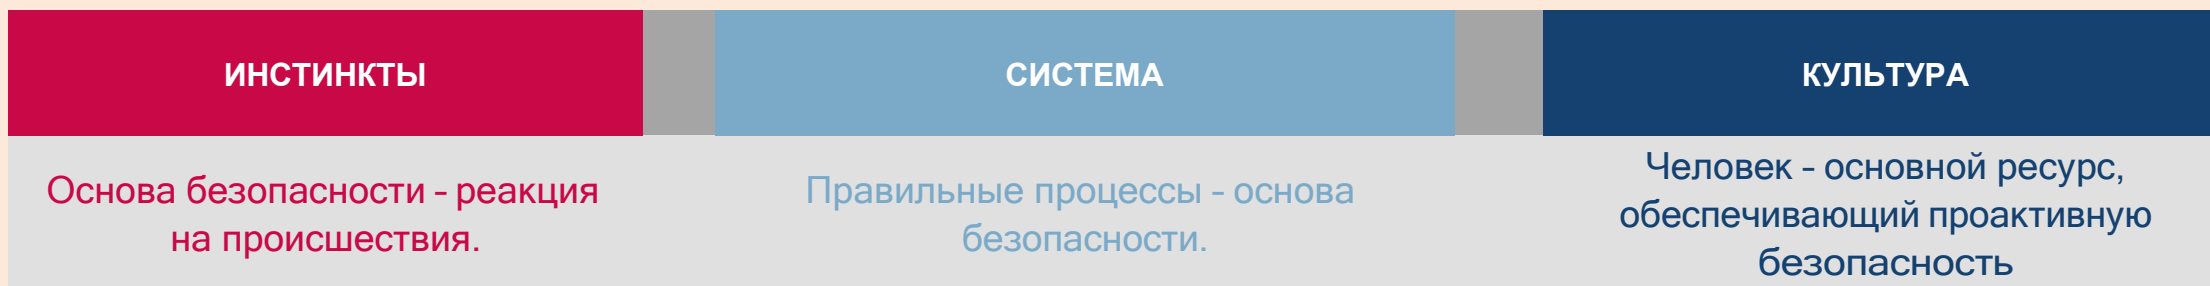 ИНСТИНКТЫ
СИСТЕМА
КУЛЬТУРА
Основа безопасности - реакция
на происшествия.
Правильные процессы - основа
безопасности.
Человек - основной ресурс,
обеспечивающий проактивную
безопасность